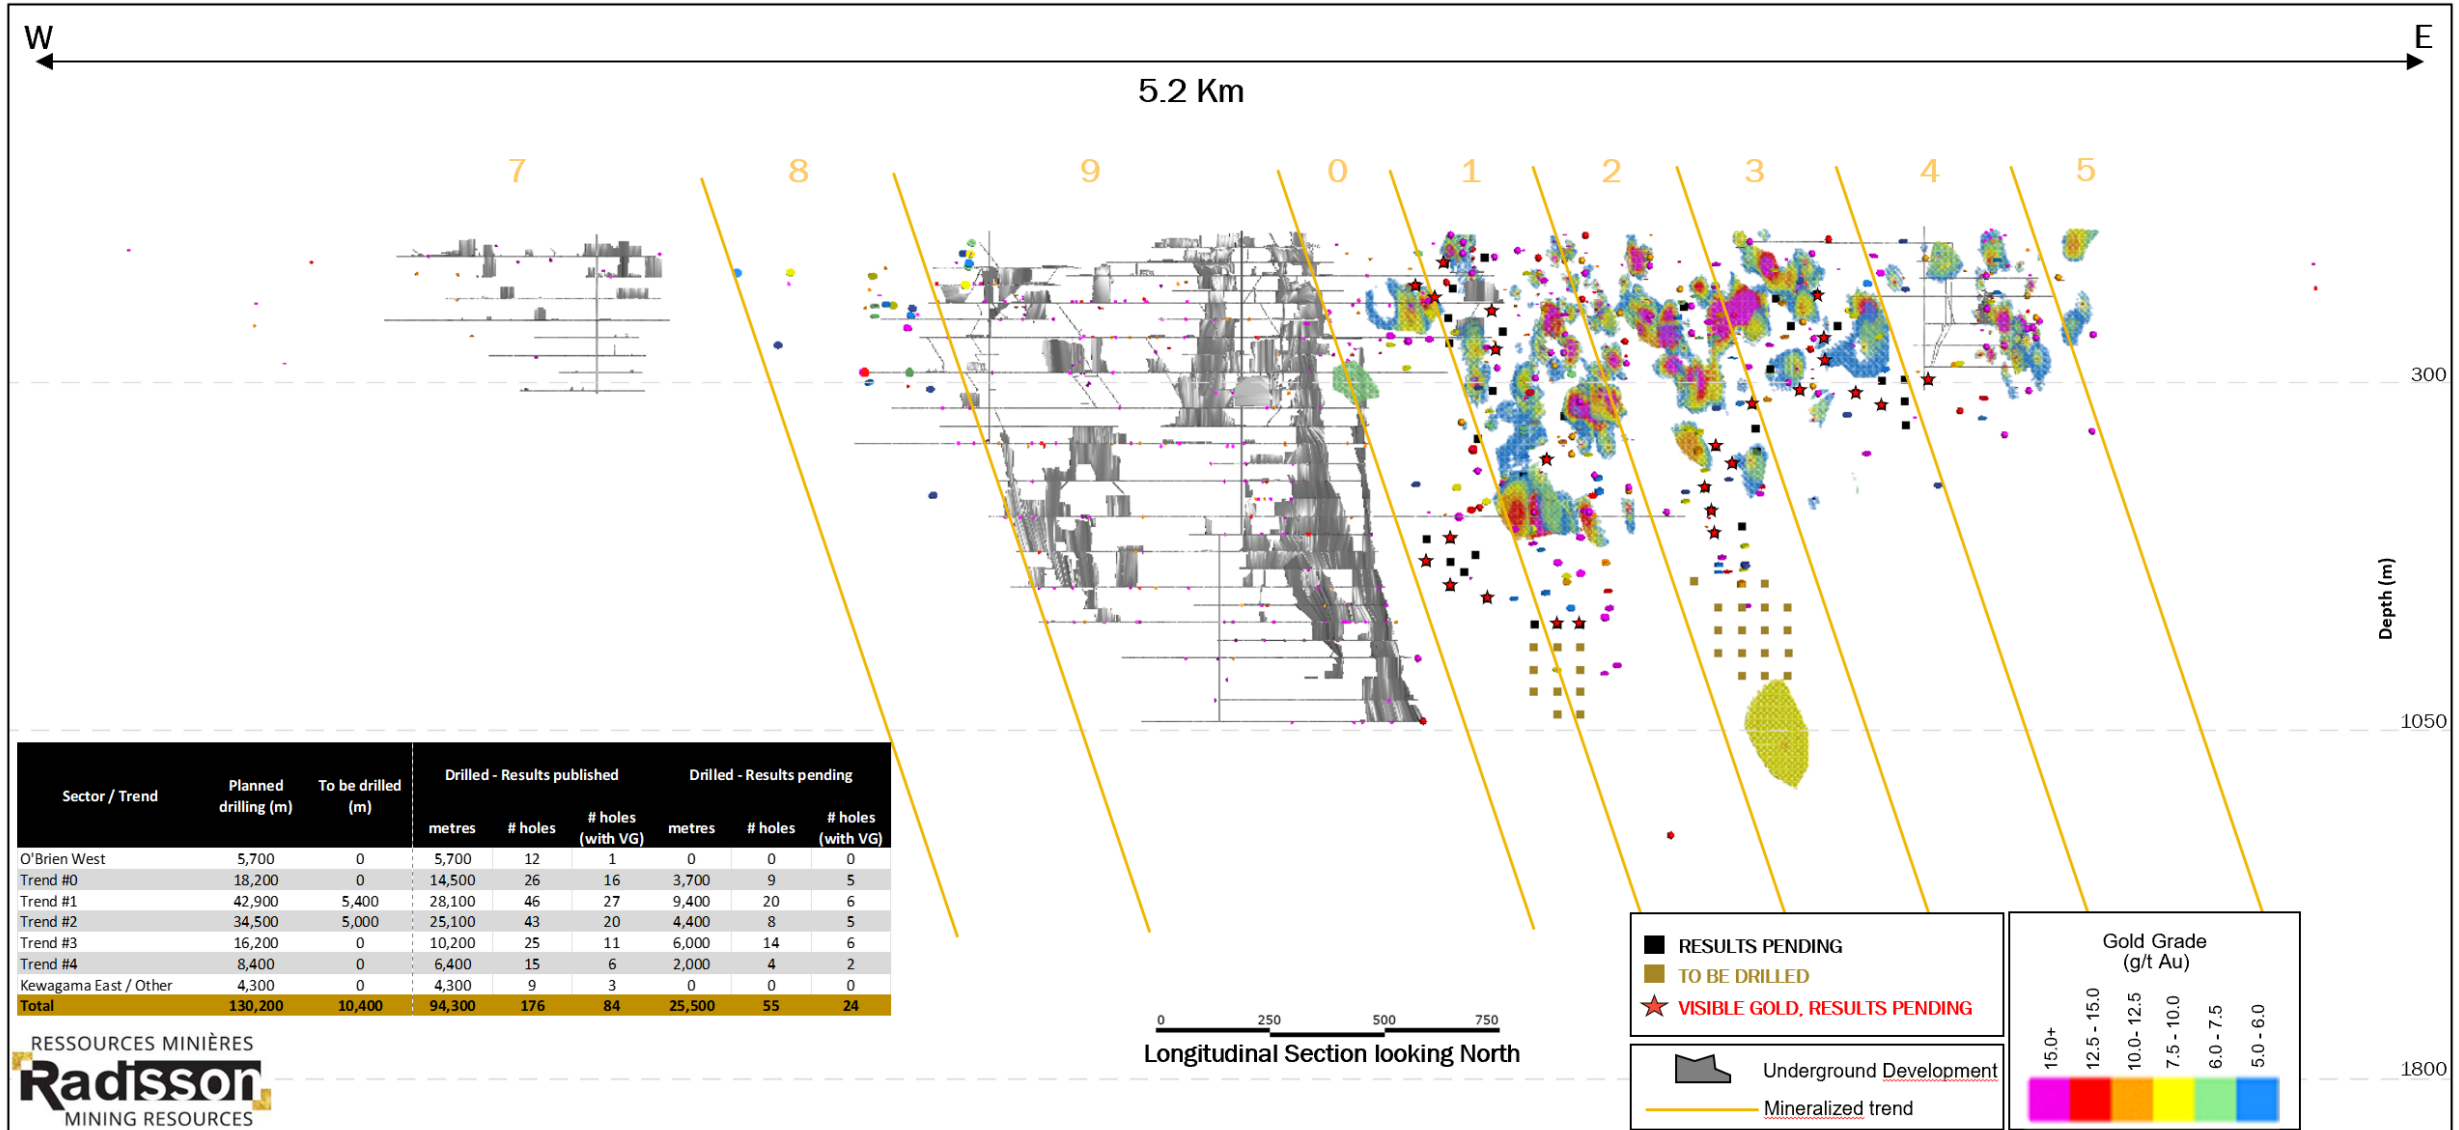 W
E
5.2 Km
7 8 9 0 1 2 3 4 5
300
Depth (m)
1050
1800
Sector / Trend Planned drilling (m) To be drilled (m) Drilled - Results published Drilled - Results pending
metres # holes # holes (with VG) metres # holes # holes (with VG)
O'Brien West 5,700 0 5,700 12 1 0 0 0
Trend #0 18,200 0 14,500 26 16 3,700 9 5
Trend #1 42,900 5,400 28,100 46 27 9,400 20 6
Trend #2 34,500 5,000 25,100 43 20 4,400 8 5
Trend #3 16,200 0 10,200 25 11 6,000 14 6
Trend #4 8,400 0 6,400 15 6 2,000 4 2
Kewagama East / Other 4,300 0 4,300 9 3 0 0 0
Total 130,200 10,400 94,300 176 84 25,500 55 24
RESSOURCES MINIÈRES
Radisson
MINING RESOURCES
0 250 500 750
Longitudinal Section looking North
RESULTS PENDING
TO BE DRILLED
VISIBLE GOLD, RESULTS PENDING
Underground Development
Mineralized trend
Gold Grade
(g/t Au)
15.0+
12.5 - 15.0
10.0- 12.5
7.5 - 10.0
6.0 - 7.5
5.0 - 6.0